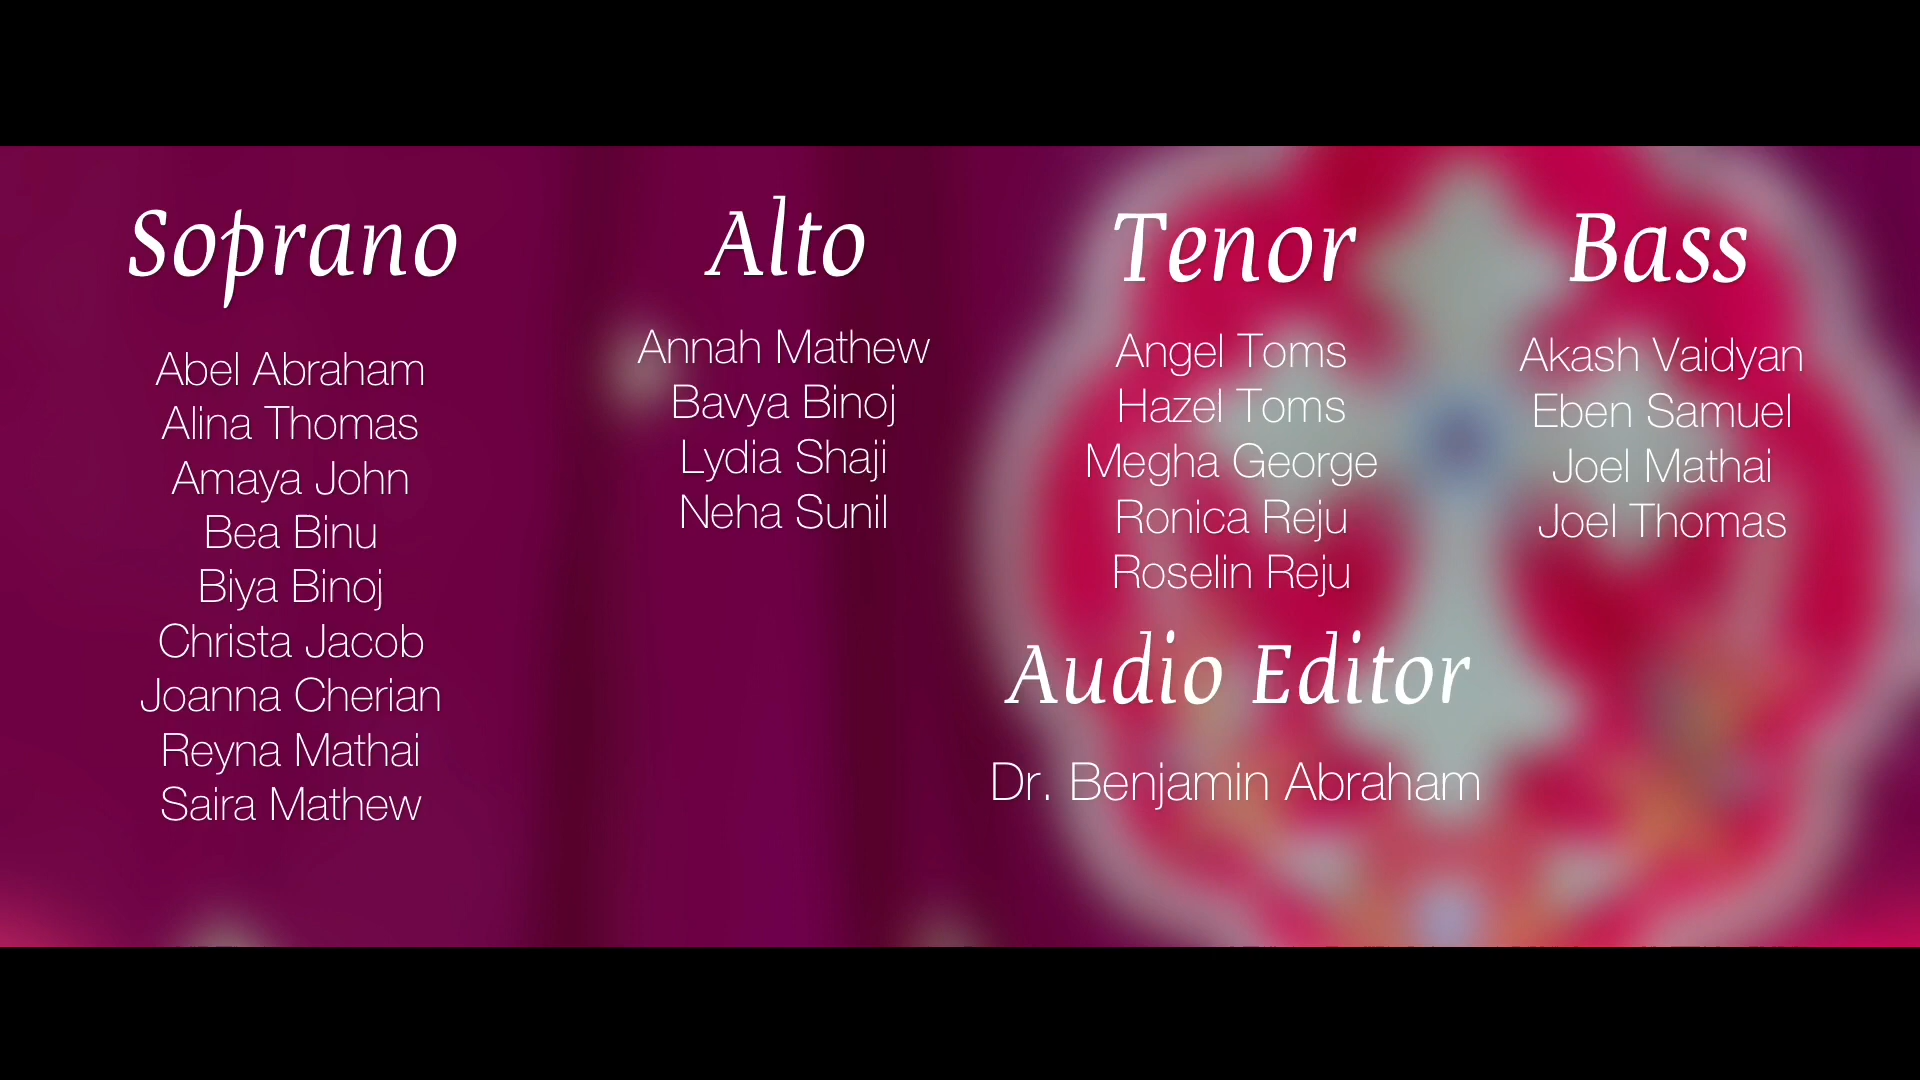 Soprano
Abel Abraham
Alina Thomas
Amaya John
Bea Binu
Biya Binoj
Christa Jacob
Joanna Cherian
Reyna Mathai
Saira Mathew
Alto
Annah Mathew
Bavya Binoj
Lydia Shaji
Neha Sunil
Tenor
Angel Toms
Hazel Toms
Megha George
Ronica Reju
Roselin Reju
Bass
Akash Vaidyan
Eben Samuel
Joel Mathai
Joel Thomas
Audio Editor
Dr. Benjamin Abraham